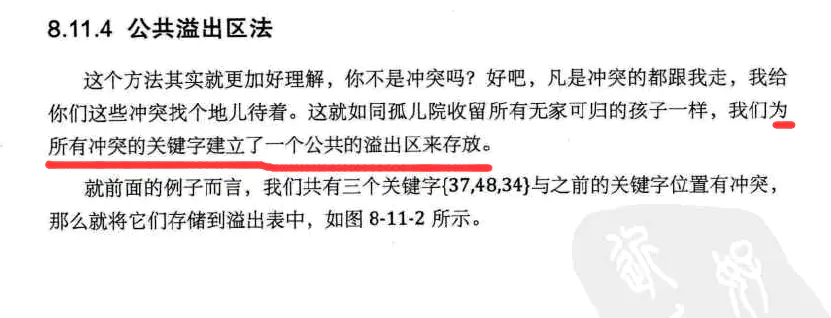 8.11.4 公共溢出区法
这个方法其实就更加好理解，你不是冲突吗？好吧，凡是冲突的都跟我走，我给
你们这些冲突找个地儿待着。这就如同孤儿院收留所有无家可归的孩子一样，我们为
所有冲突的关键字建立了一个公共的溢出区来存放。
就前面的例子而言，我们共有三个关键字{37,48,34}与之前的关键字位置有冲突，
那么就将它们存储到溢出表中，如图 8-11-2 所示。